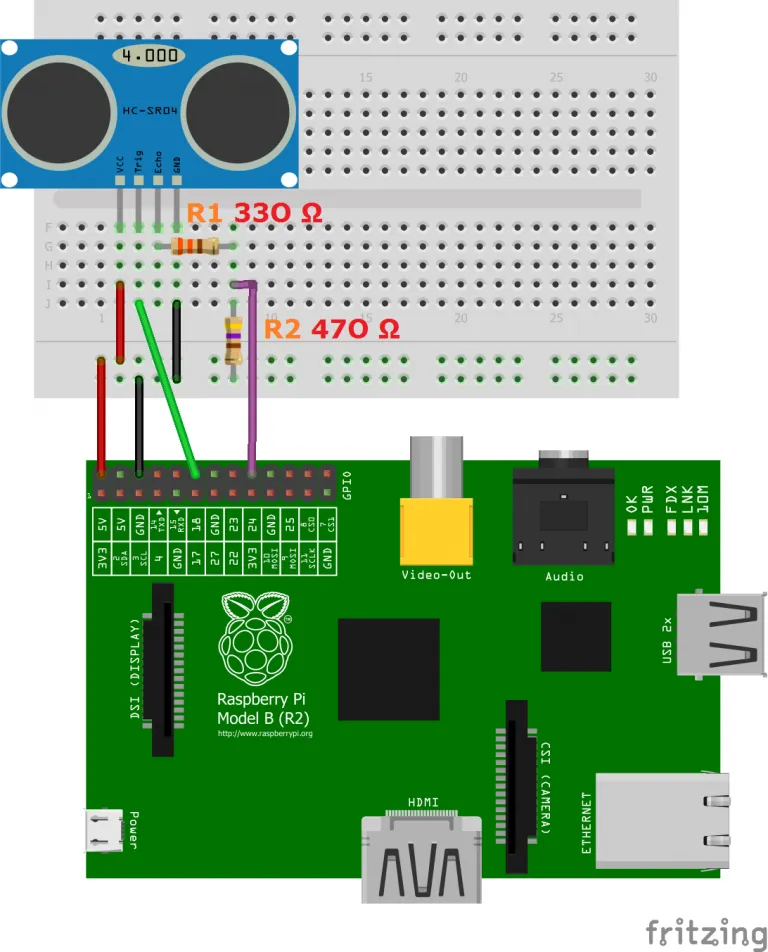 4.000
HC-SR04
VCC
Trig
Echo
GND
15 20 25 30
R1 330 Ω
F
G
H
I
J
1 10 15 20 25 30
R2 470 Ω
1
GPIO
5V 5V GND 14 TXD 15 RXD 18 GND 23 24 GND 25 8 CS0 7 CS1
3V3 2 SDA 3 SCL 4 GND 17 27 22 3V3 10 MOSI 9 MOSI 11 SCLK GND
OK
PWR
FDX
LNK
10M
Video-Out
Audio
DSI (DISPLAY)
USB 2x
Raspberry Pi
Model B (R2)
http://www.raspberrypi.org
CSI (CAMERA)
HDMI
ETHERNET
Power
fritzing